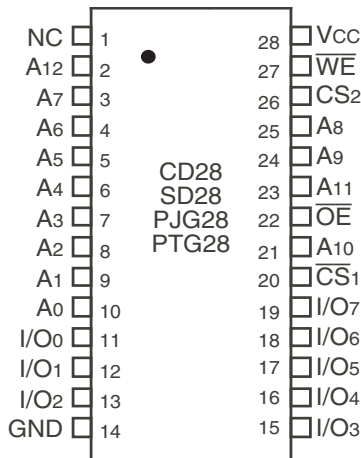 NC 1 28 VCC
A12 2 27 WE
A7 3 26 CS2
A6 4 25 A8
A5 5 24 A9
A4 6 23 A11
A3 7 22 OE
A2 8 21 A10
A1 9 20 CS1
A0 10 19 I/O7
I/O0 11 18 I/O6
I/O1 12 17 I/O5
I/O2 13 16 I/O4
GND 14 15 I/O3
CD28
SD28
PJG28
PTG28